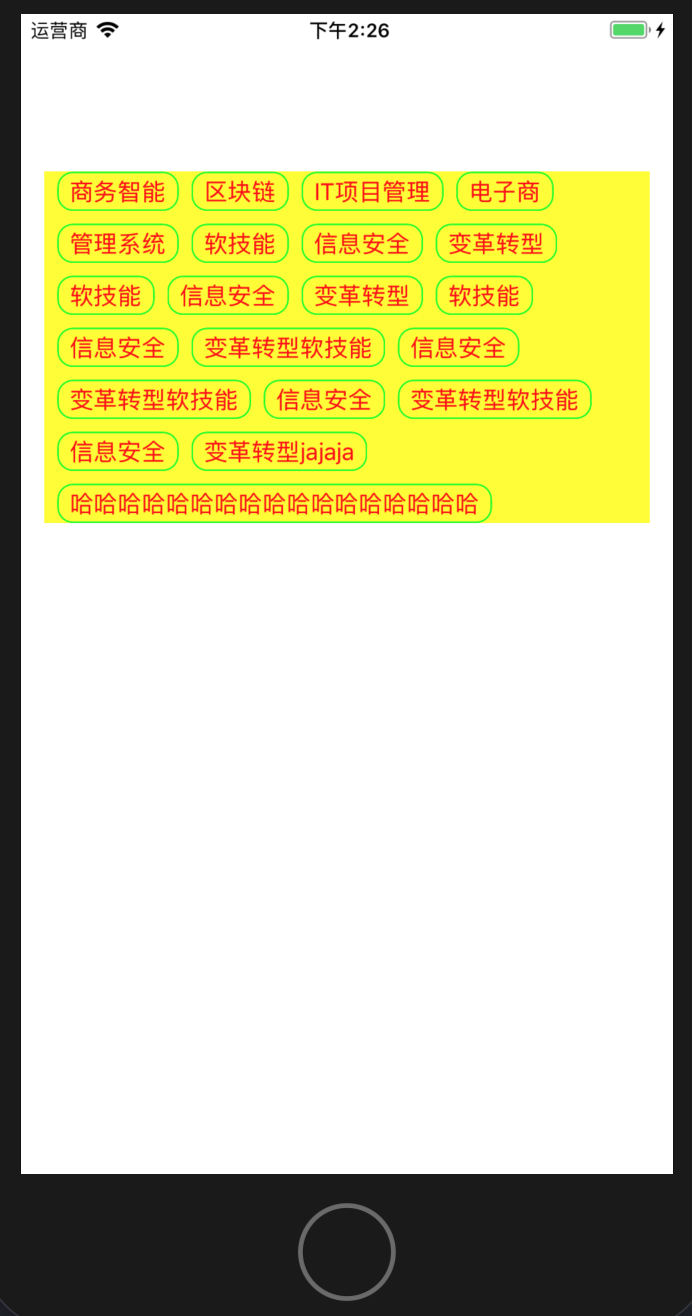 运营商 下午2:26
商务智能 区块链 IT项目管理 电子商
管理系统 软技能 信息安全 变革转型
软技能 信息安全 变革转型 软技能
信息安全 变革转型软技能 信息安全
变革转型软技能 信息安全 变革转型软技能
信息安全 变革转型jajaja
哈哈哈哈哈哈哈哈哈哈哈哈哈哈哈哈哈